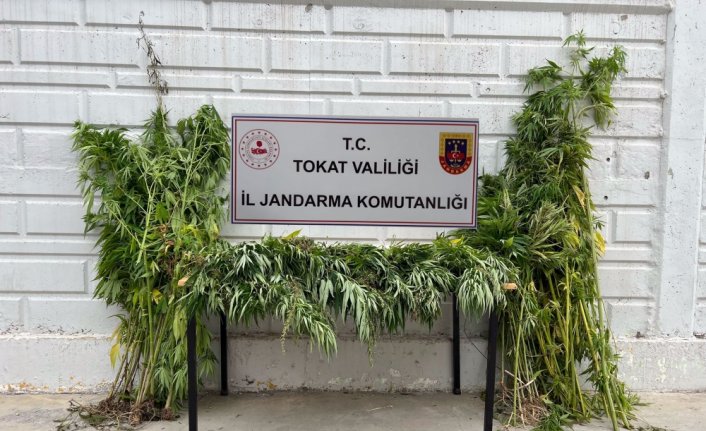 T.C.
TOKAT VALİLİĞİ
İL JANDARMA KOMUTANLIĞI